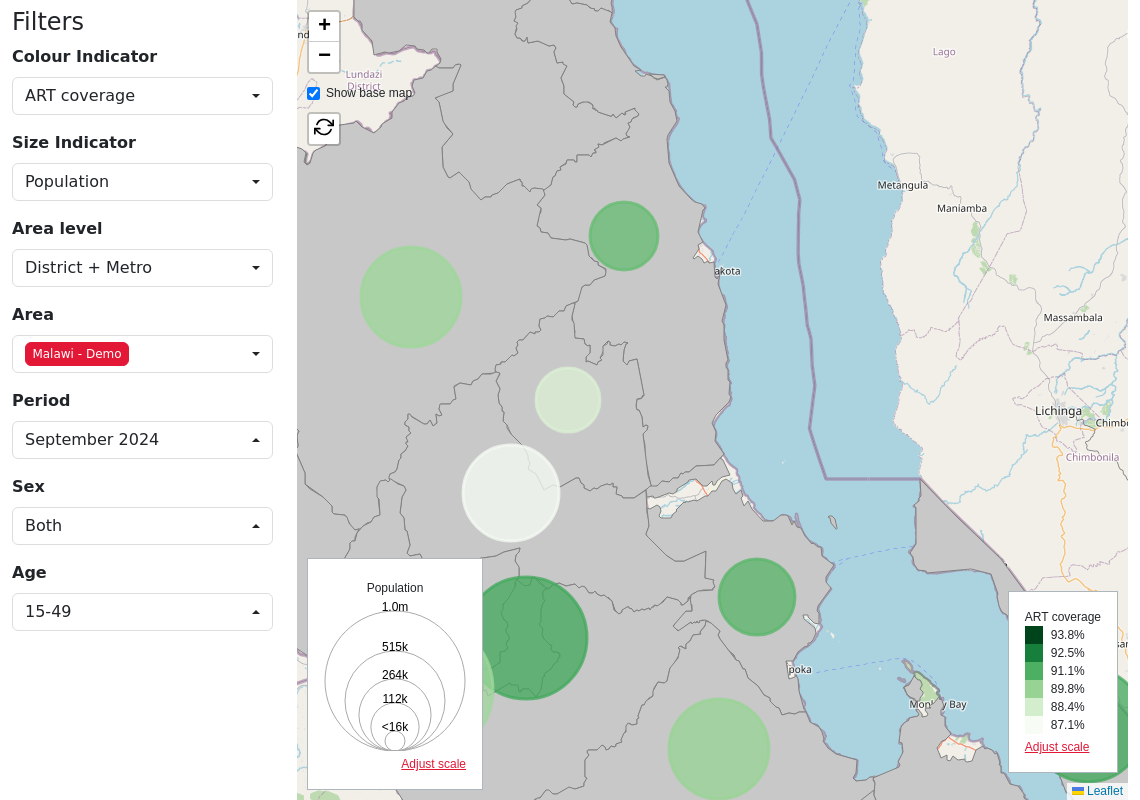 Filters
Colour Indicator
ART coverage
Size Indicator
Population
Area level
District + Metro
Area
Malawi - Demo
Period
September 2024
Sex
Both
Age
15-49
+
−
Show base map
Lundazi
District
Lago
Metangula
Maniamba
akota
Massambala
Lichinga
Chimbo
Chimbonila
poka
Monkey Bay
Population
1.0m
515k
264k
112k
<16k
Adjust scale
ART coverage
93.8%
92.5%
91.1%
89.8%
88.4%
87.1%
Adjust scale
Leaflet